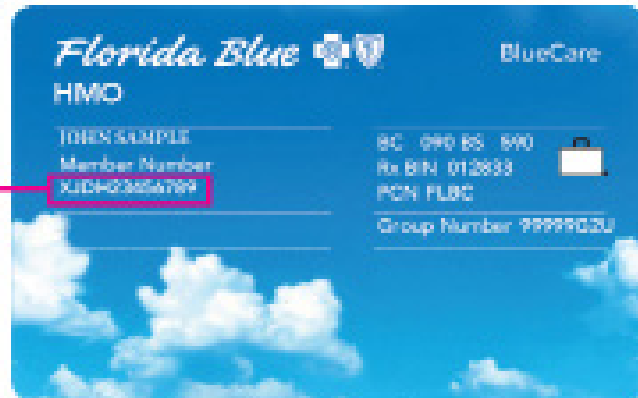 Florida Blue
BlueCare
HMO
JOHN SAMPLE
Member Number
BC 090 BS 590
Rx BIN 012833
PCN FLBC
Group Number 99999G2U